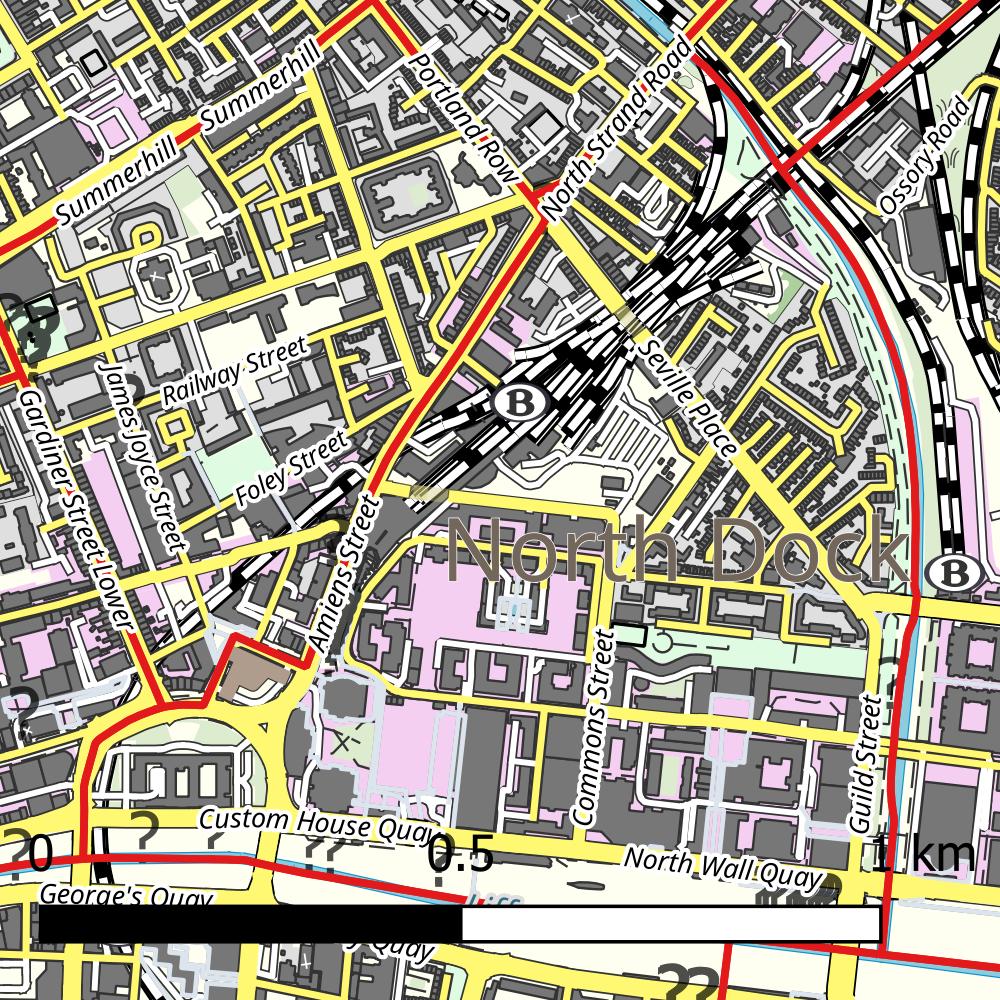 Summerhill
Portland Row
North Strand Road
Summerhill
Ossory Road
Railway Street
Seville Place
James Joyce Street
Gardiner Street Lower
B
Foley Street
Amiens Street
North Dock
B
Commons Street
Guild Street
Custom House Quay
North Wall Quay
0
0.5
1 km
George's Quay
Quay